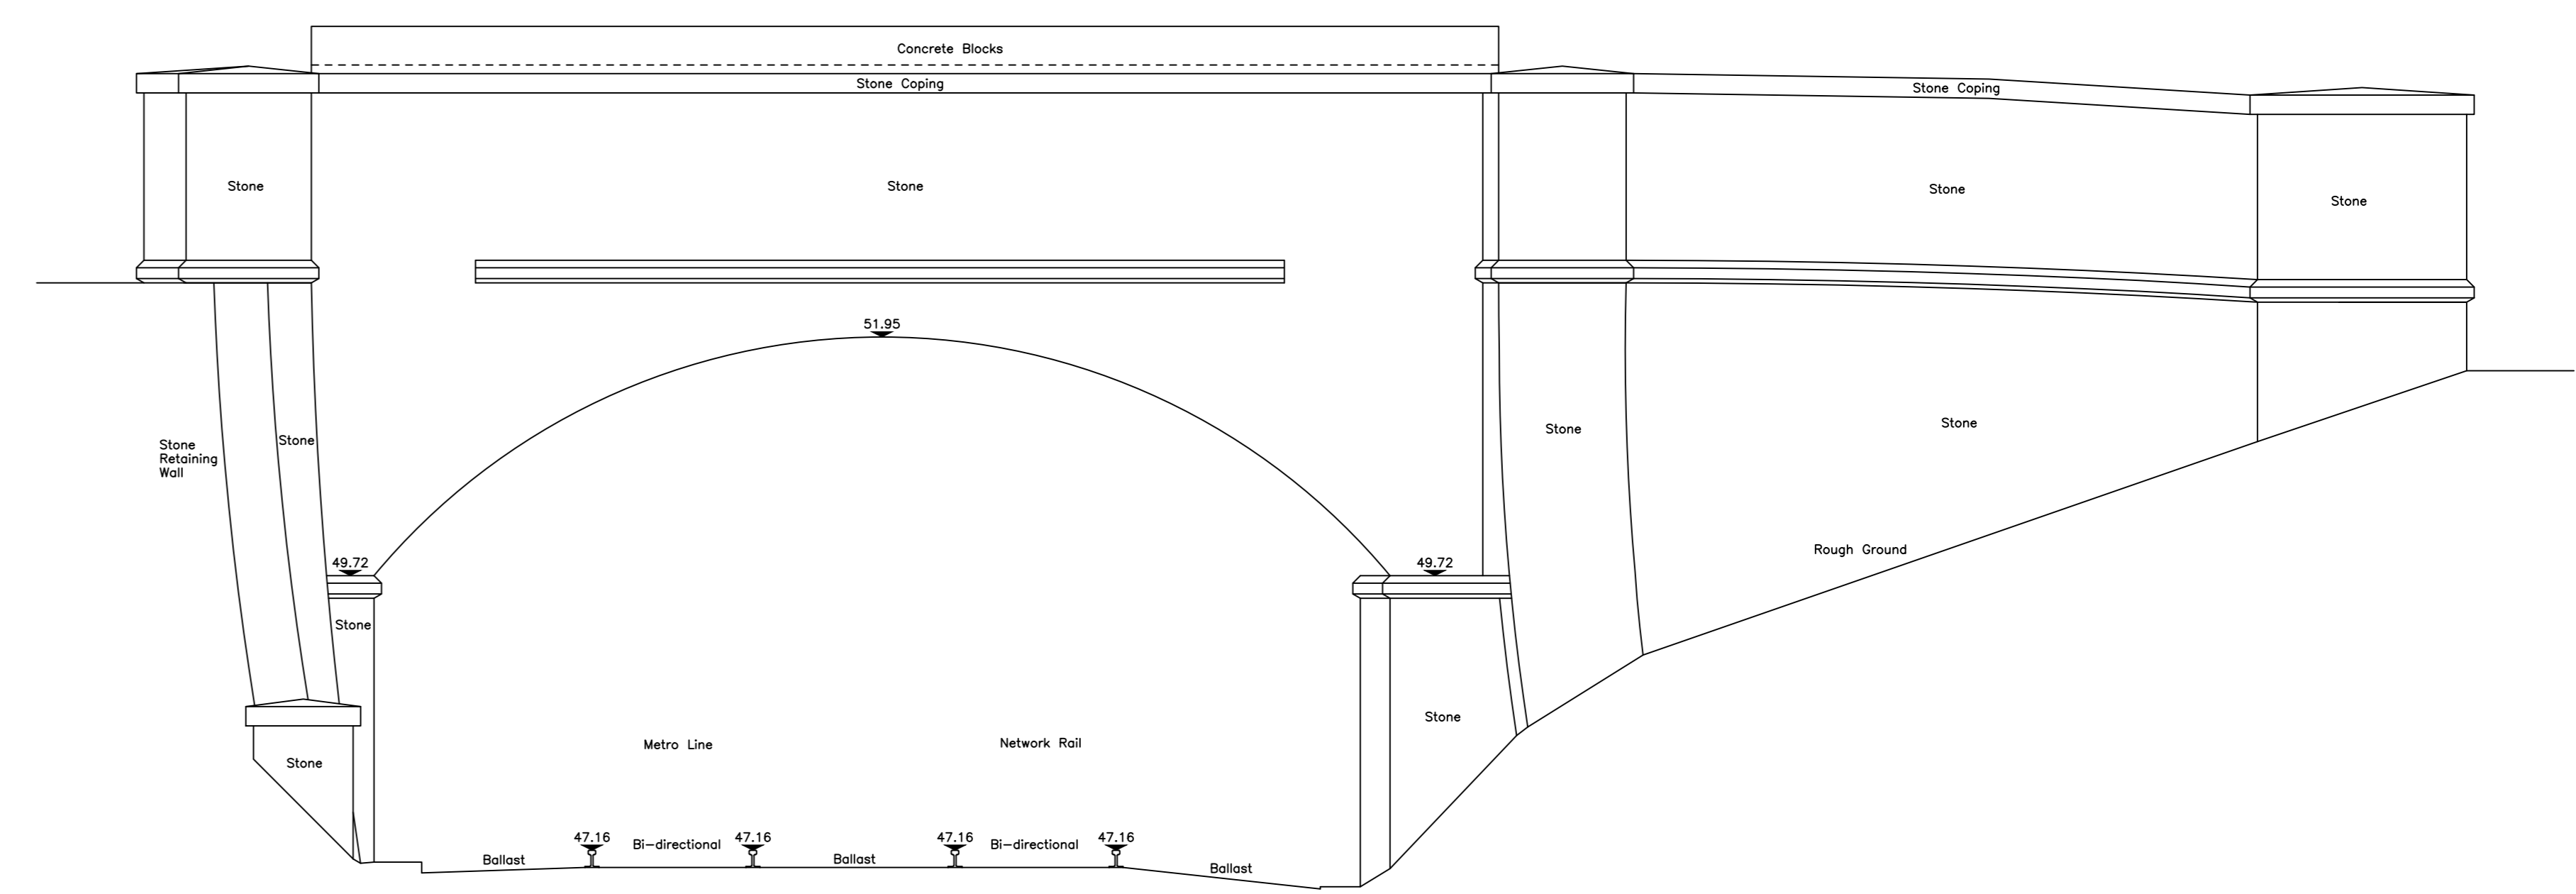 Concrete Blocks
Stone Coping
Stone Coping
Stone
Stone
Stone
Stone
51.95
Stone
Retaining
Wall
Stone
Stone
Stone
Rough Ground
49.72
49.72
Stone
Stone
Metro Line
Network Rail
Stone
47.16
Bi-directional
47.16
47.16
Bi-directional
47.16
Ballast
Ballast
Ballast